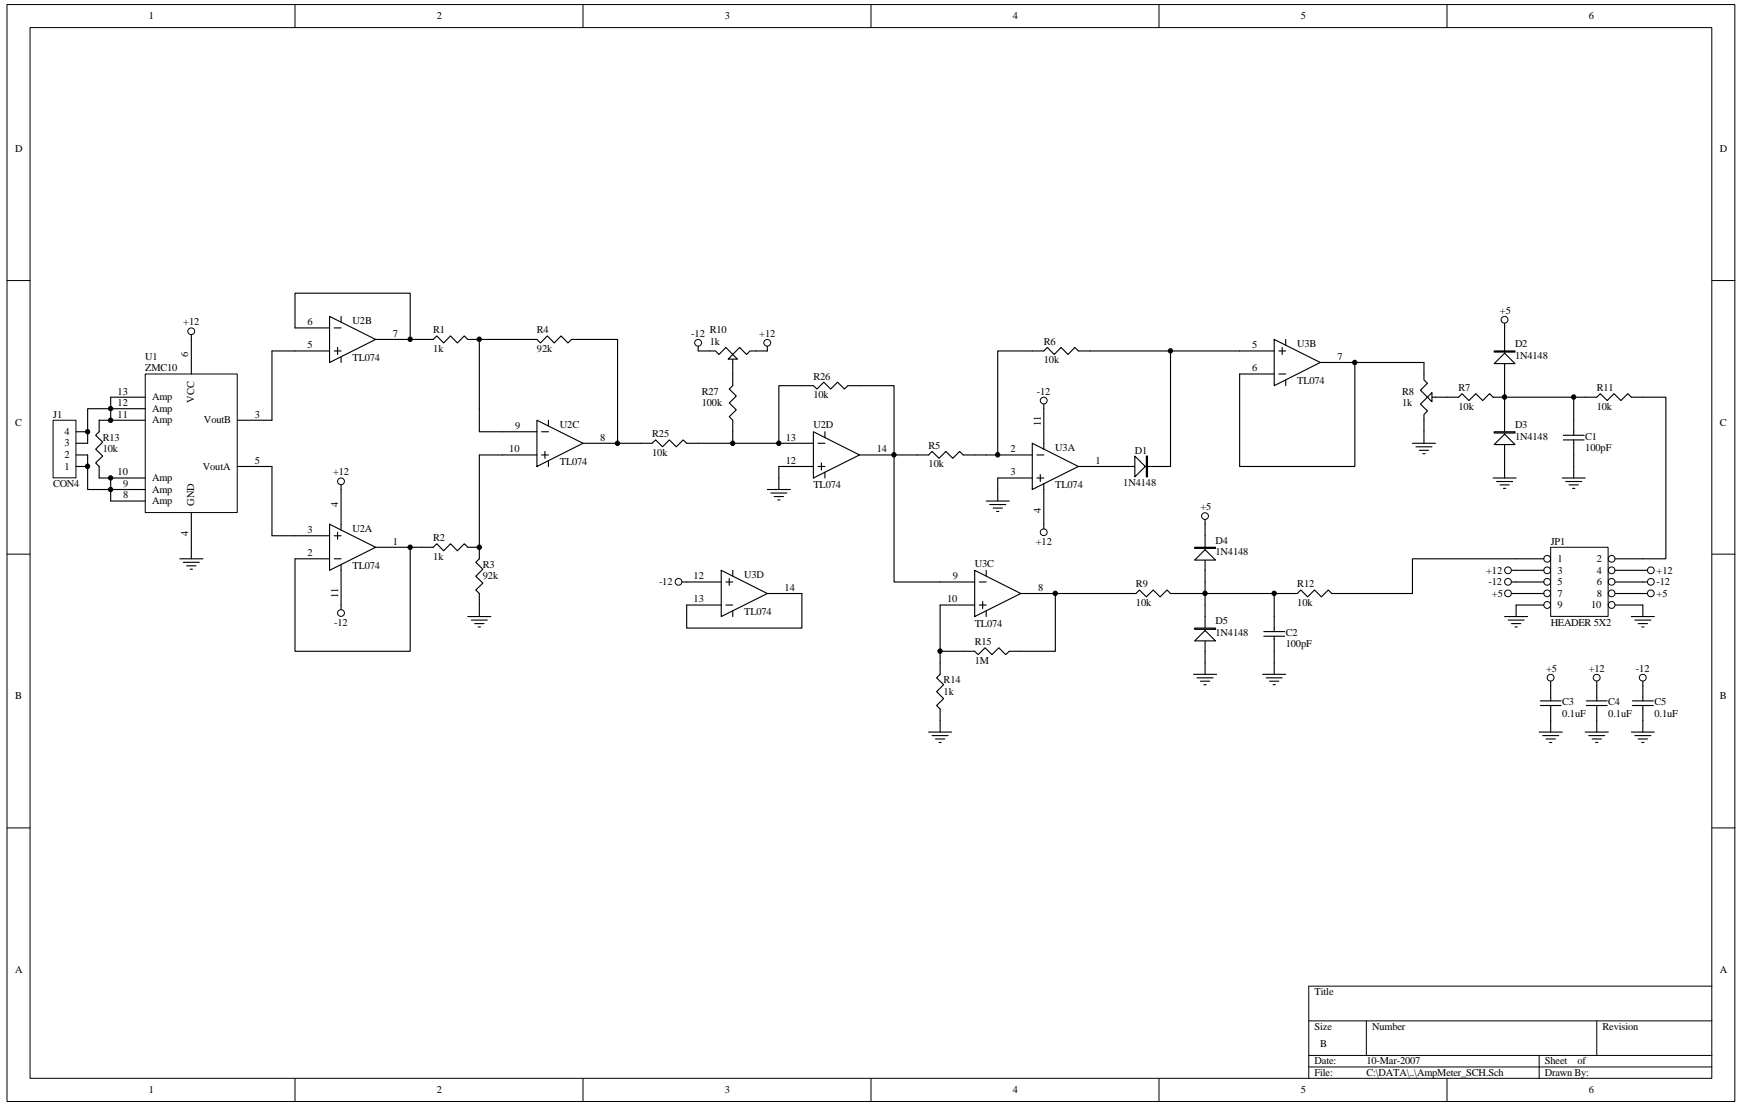 1 2 3 4 5 6
D D
C C
B B
A A
+12
6
U1
ZMC10
VCC
13 Amp
12 Amp
11 Amp
VoutB 3
J1
4
3
2
1
CON4
R13
10k
VoutA 5
10 Amp
9 Amp
8 Amp
GND
4
6 U2B
7
5
TL074
R1
1k
R4
92k
+12
4
3 U2A
1
2
TL074
11
-12
R2
1k
R3
92k
9 U2C
8
10
TL074
-12 R10 +12
1k
R27
100k
R25
10k
R26
10k
U2D
13
14
12
TL074
R5
10k
R6
10k
-12
11
2 U3A
1
3
TL074
4
+12
D1
1N4148
5 U3B
7
6
TL074
R8
1k
R7
10k
+5
D2
1N4148
D3
1N4148
R11
10k
C1
100pF
-12 12 U3D
14
13
TL074
U3C
9
8
10
TL074
R15
1M
R14
1k
R9
10k
+5
D4
1N4148
D5
1N4148
R12
10k
C2
100pF
JP1
1 2
+12 3 4 +12
-12 5 6 -12
+5 7 8 +5
9 10
HEADER 5X2
+5 +12 -12
C3 C4 C5
0.1uF 0.1uF 0.1uF
Title
Size Number Revision
B
Date: 10-Mar-2007 Sheet of
File: C:\DATA\..\AmpMeter_SCH.Sch Drawn By:
1 2 3 4 5 6